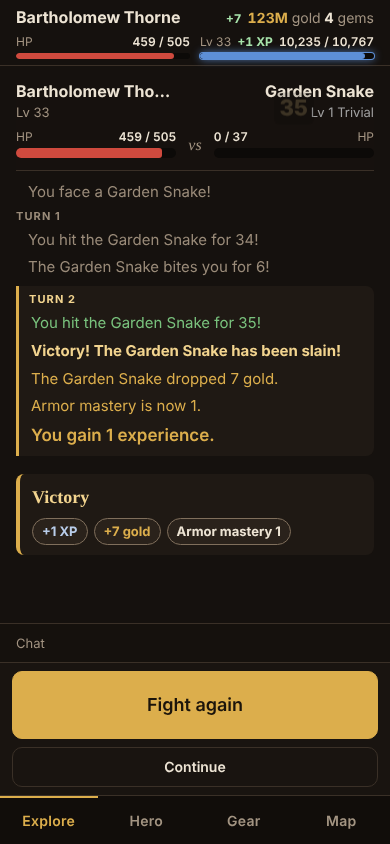 Bartholomew Thorne +7 123M gold 4 gems
HP 459 / 505 Lv 33 +1 XP 10,235 / 10,767
Bartholomew Tho... Garden Snake
Lv 33 35 Lv 1 Trivial
HP 459 / 505 vs 0 / 37 HP
You face a Garden Snake!
TURN 1
You hit the Garden Snake for 34!
The Garden Snake bites you for 6!
TURN 2
You hit the Garden Snake for 35!
Victory! The Garden Snake has been slain!
The Garden Snake dropped 7 gold.
Armor mastery is now 1.
You gain 1 experience.
Victory
+1 XP +7 gold Armor mastery 1
Chat
Fight again
Continue
Explore Hero Gear Map